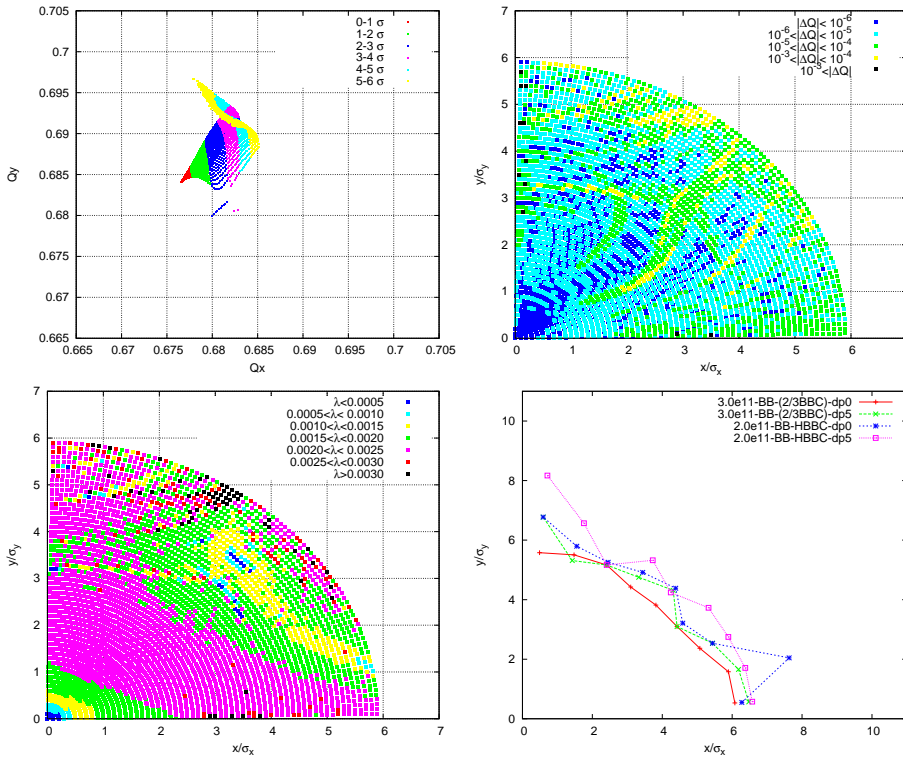 0.705
0.7
0.695
0.69
0.685
0.68
0.675
0.67
0.665
Qy
0-1 σ
1-2 σ
2-3 σ
3-4 σ
4-5 σ
5-6 σ
0.665 0.67 0.675 0.68 0.685 0.69 0.695 0.7 0.705
Qx
7
6
5
4
3
2
1
0
y/σy
|ΔQ|< 10-6
10-6<|ΔQ|< 10-5
10-5<|ΔQ|< 10-4
10-3<|ΔQ|< 10-4
10-3<|ΔQ|
0 1 2 3 4 5 6
x/σx
7
6
5
4
3
2
1
0
y/σy
λ<0.0005
0.0005<λ< 0.0010
0.0010<λ<0.0015
0.0015<λ<0.0020
0.0020<λ< 0.0025
0.0025<λ<0.0030
λ>0.0030
0 1 2 3 4 5 6 7
x/σx
10
8
6
4
2
0
y/σy
3.0e11-BB-(2/3BBC)-dp0
3.0e11-BB-(2/3BBC)-dp5
2.0e11-BB-HBBC-dp0
2.0e11-BB-HBBC-dp5
0 2 4 6 8 10
x/σx